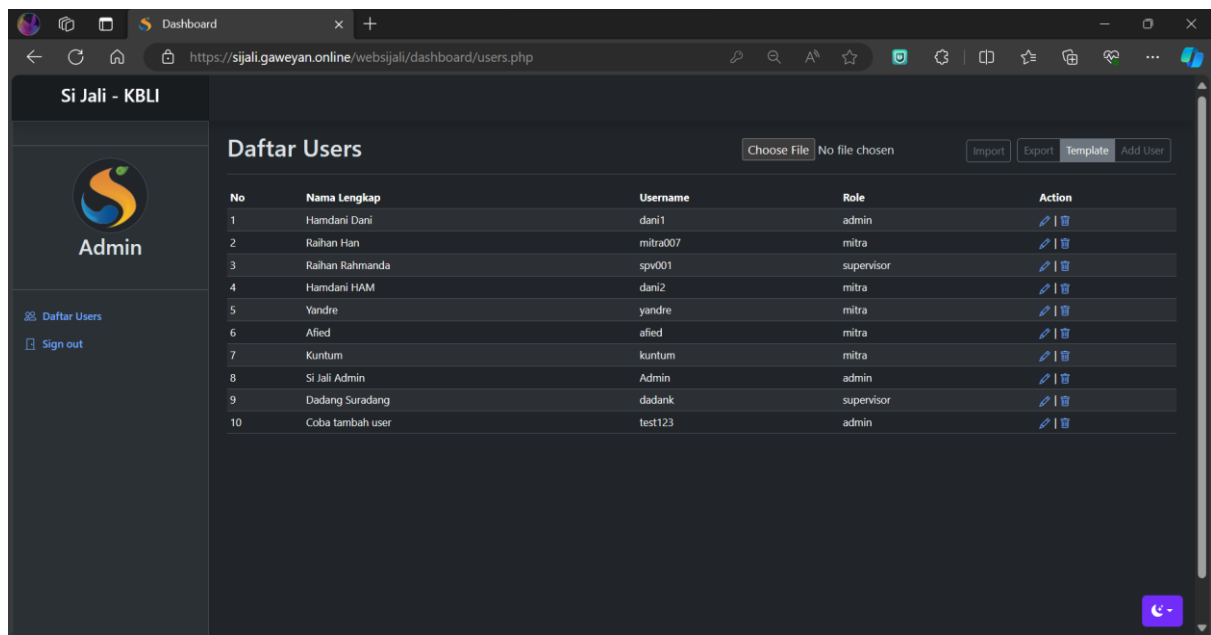 Dashboard
https://sijali.gaweyan.online/websijali/dashboard/users.php
Si Jali - KBLI
Admin
Daftar Users
Sign out
Daftar Users
Choose File No file chosen
Import Export Template Add User
No Nama Lengkap Username Role Action
1 Hamdani Dani dani1 admin |
2 Raihan Han mitra007 mitra |
3 Raihan Rahmanda spv001 supervisor |
4 Hamdani HAM dani2 mitra |
5 Yandre yandre mitra |
6 Afied afied mitra |
7 Kuntum kuntum mitra |
8 Si Jali Admin Admin admin |
9 Dadang Suradang dadank supervisor |
10 Coba tambah user test123 admin |